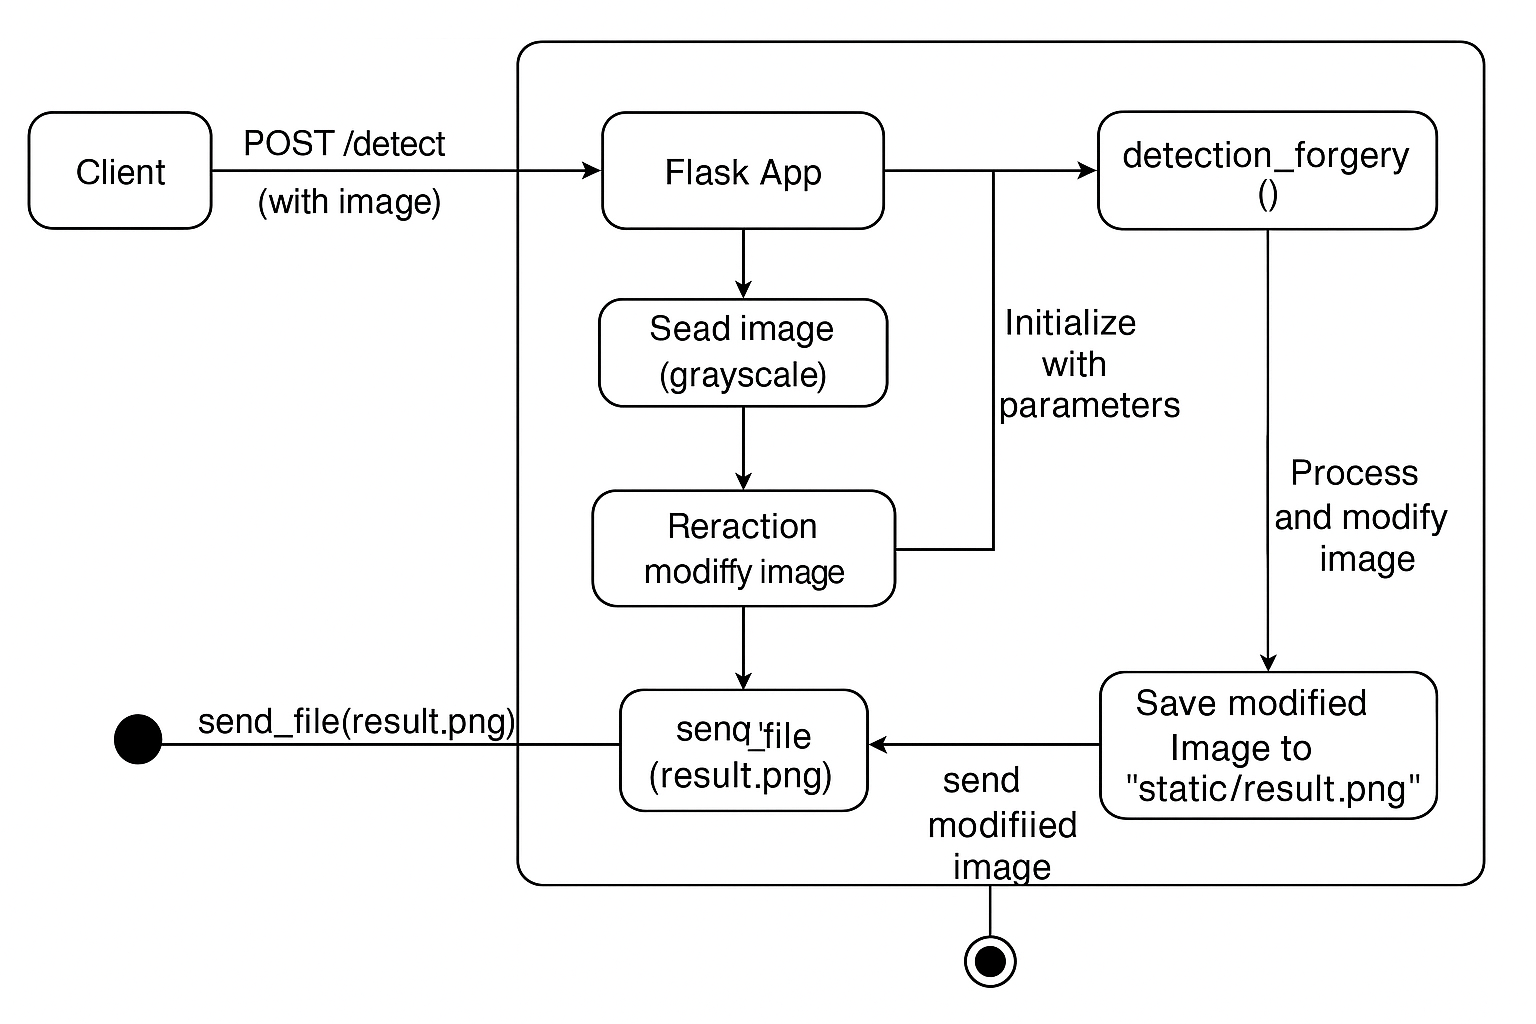 Client
POST /detect
(with image)
Flask App
detection_forgery
()
Sead image
(grayscale)
Initialize
with
parameters
Reraction
modiffy image
Process
and modify
image
send_file(result.png)
senq_'file
(result.png)
send
modifiied
image
Save modified
Image to
"static/result.png"